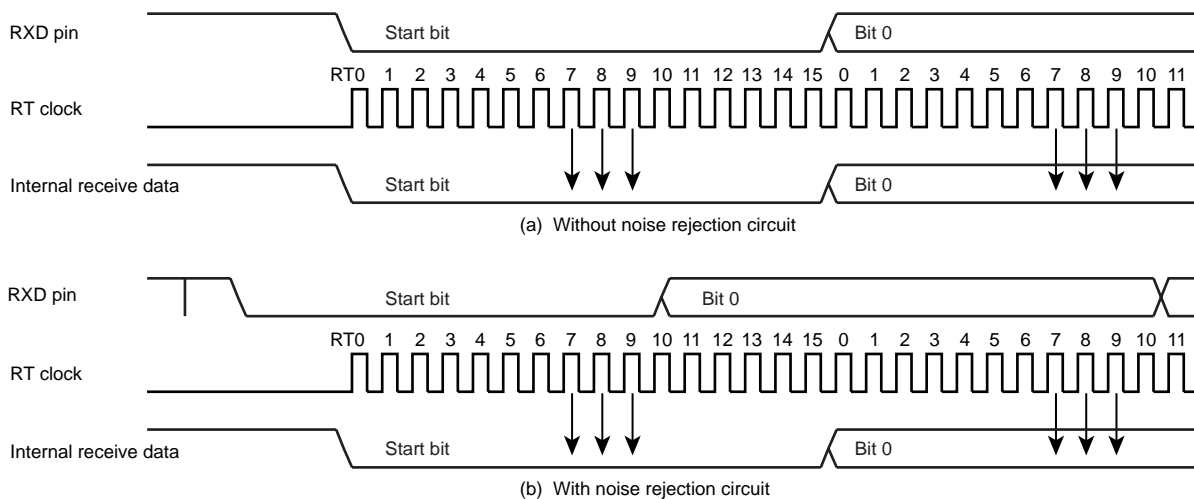 RXD pin Start bit Bit 0
RT0 1 2 3 4 5 6 7 8 9 10 11 12 13 14 15 0 1 2 3 4 5 6 7 8 9 10 11
RT clock
Internal receive data Start bit Bit 0
(a) Without noise rejection circuit
RXD pin Start bit Bit 0
RT0 1 2 3 4 5 6 7 8 9 10 11 12 13 14 15 0 1 2 3 4 5 6 7 8 9 10 11
RT clock
Internal receive data Start bit Bit 0
(b) With noise rejection circuit